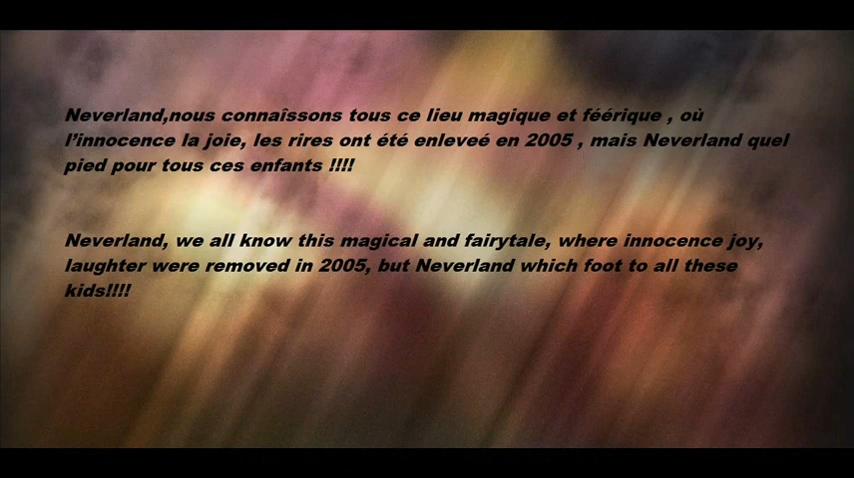 Neverland,nous connaîssons tous ce lieu magique et féérique , où
l’innocence la joie, les rires ont été enleveé en 2005 , mais Neverland quel
pied pour tous ces enfants !!!!
Neverland, we all know this magical and fairytale, where innocence joy,
laughter were removed in 2005, but Neverland which foot to all these
kids!!!!